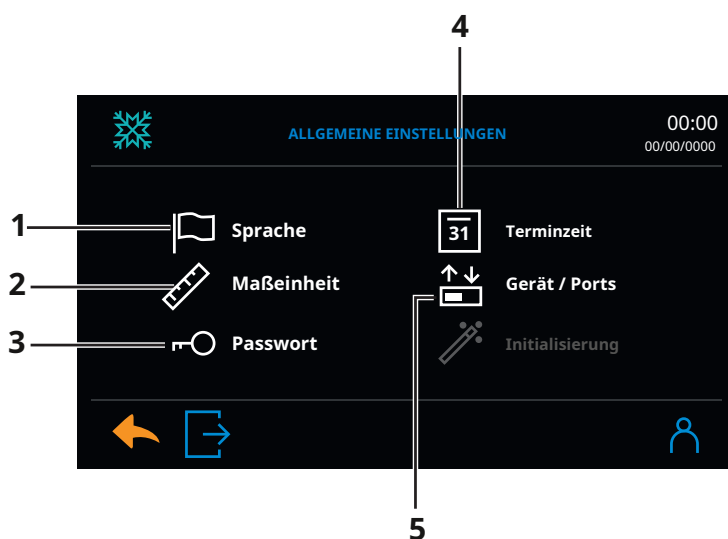 4
ALLGEMEINE EINSTELLUNGEN
00:00
00/00/0000
1
Sprache
31
Terminzeit
2
Maßeinheit
Gerät / Ports
3
Passwort
Initialisierung
5